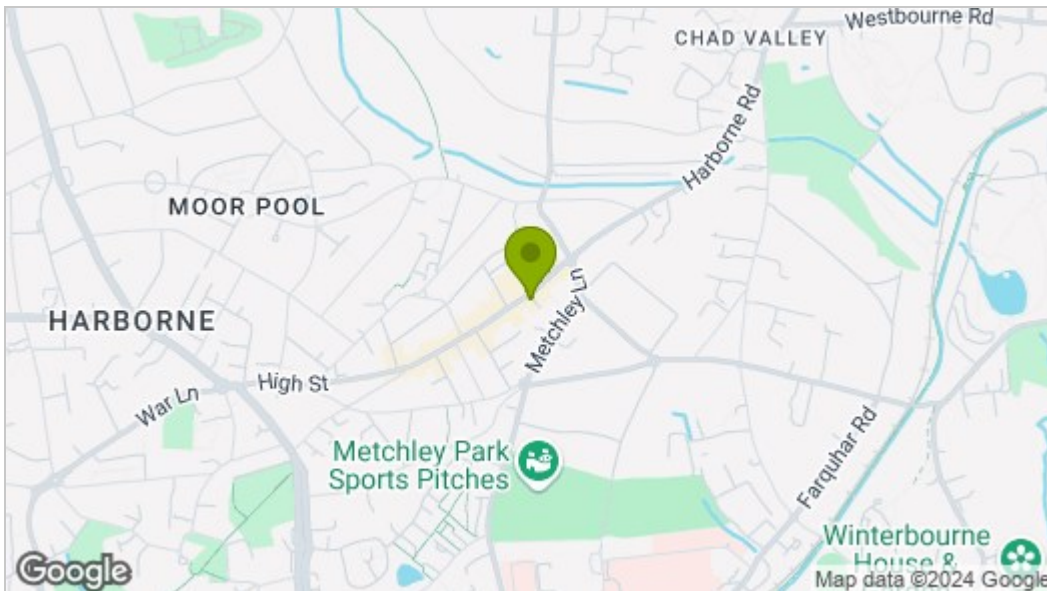 Westbourne Rd
CHAD VALLEY
Harborne Rd
MOOR POOL
HARBORNE
Metchley Ln
High St
War Ln
Metchley Park
Sports Pitches
Farquhar Rd
Winterbourne
House &
Google
Map data ©2024 Google